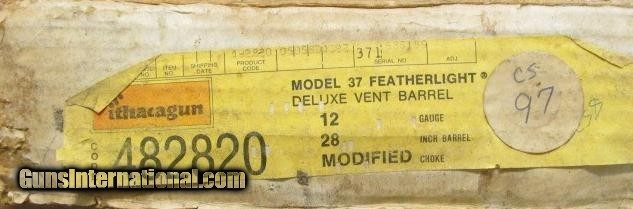 ITEM NO.
SHIPPING DATE
PRODUCT CODE
SERIAL NO.
ADJ.
371
MODEL 37 FEATHERLIGHT®
DELUXE VENT BARREL
ithacagun
12 GAUGE
28 INCH BARREL
MODIFIED CHOKE
482820
CS.
97
GunsInternational.com